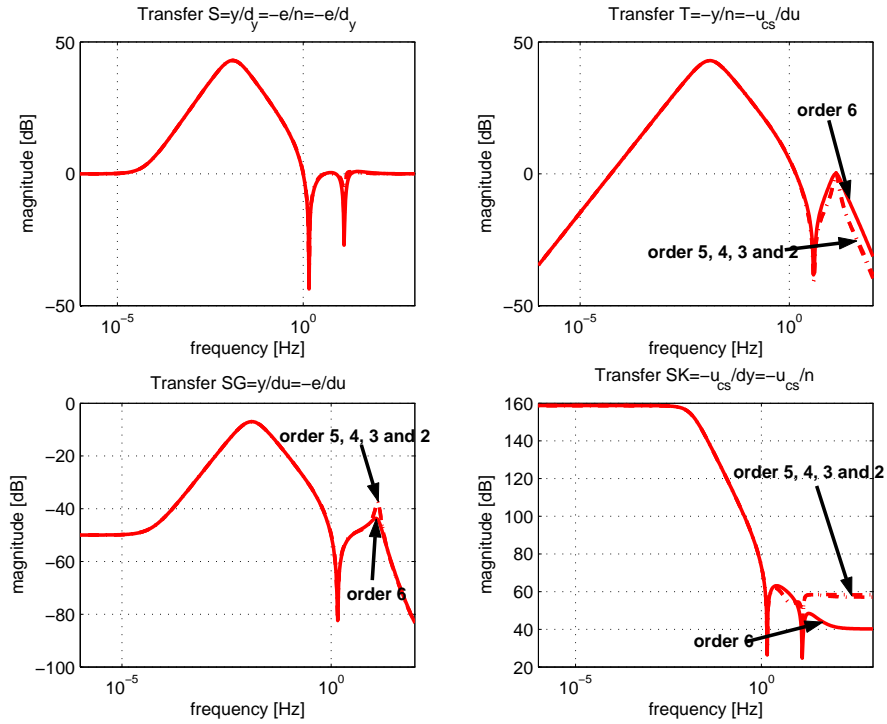 Transfer S=y/d_y=−e/n=−e/d_y
50
0
−50
10^−5
10^0
magnitude [dB]
frequency [Hz]
Transfer T=−y/n=−u_cs/du
50
0
−50
10^−5
10^0
magnitude [dB]
frequency [Hz]
order 6
order 5, 4, 3 and 2
Transfer SG=y/du=−e/du
0
−20
−40
−60
−80
−100
10^−5
10^0
magnitude [dB]
frequency [Hz]
order 5, 4, 3 and 2
order 6
Transfer SK=−u_cs/dy=−u_cs/n
160
140
120
100
80
60
40
20
10^−5
10^0
magnitude [dB]
frequency [Hz]
order 5, 4, 3 and 2
order 6